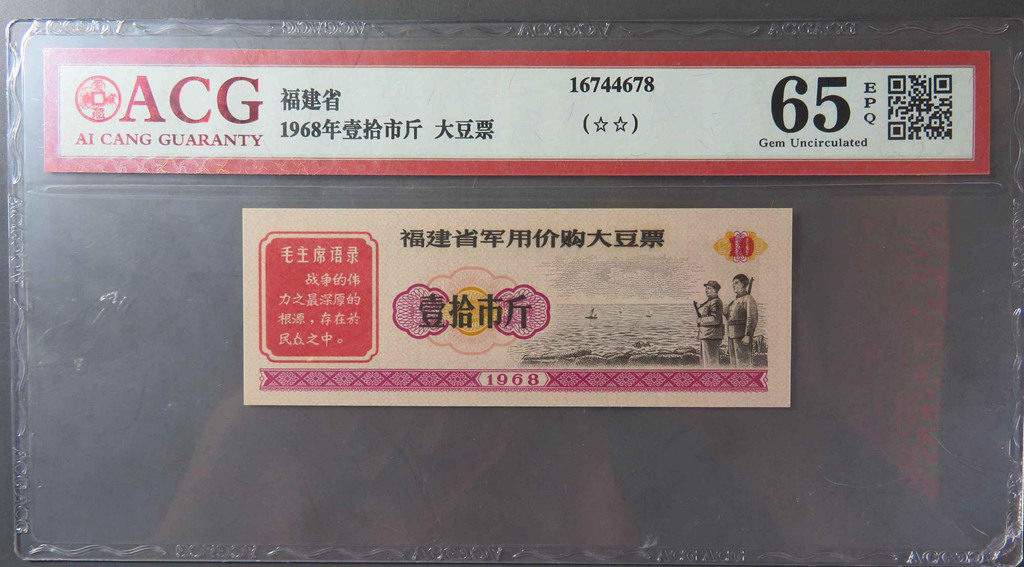 ACG
AI CANG GUARANTY
福建省
1968年壹拾市斤 大豆票
16744678
(☆☆)
65
EPQ
Gem Uncirculated
福建省军用价购大豆票
10
毛主席语录
战争的伟
力之最深厚的
根源，存在於
民众之中。
壹拾市斤
1968